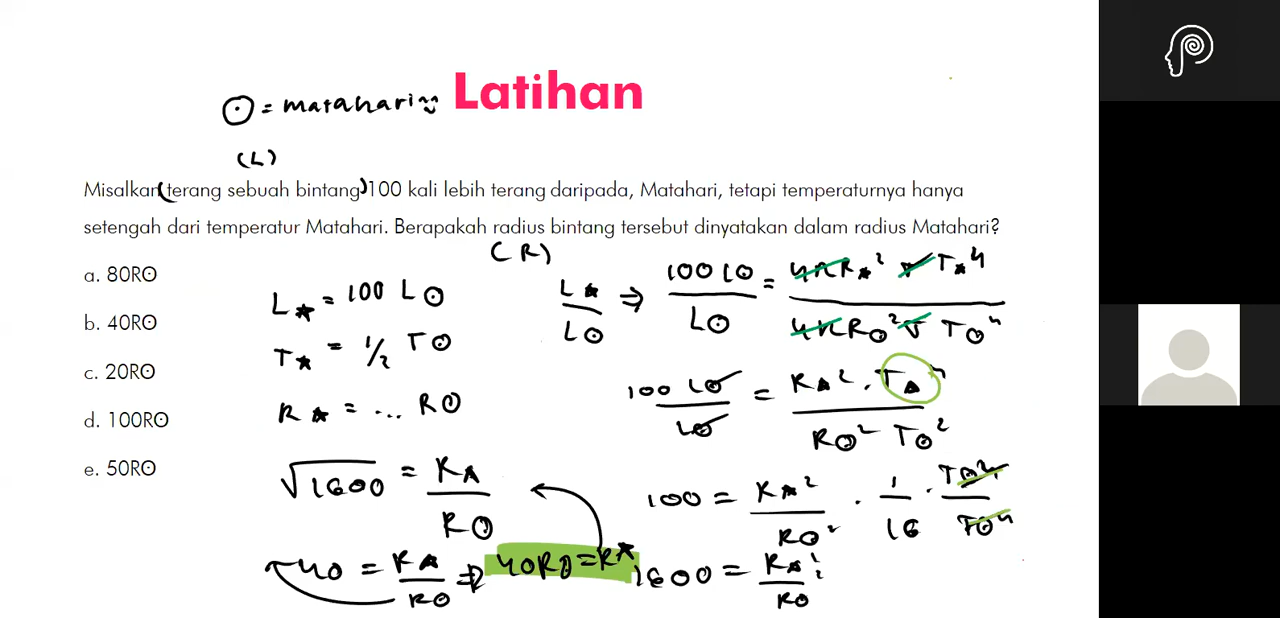 ⊙ = matahari Latihan
(L)
Misalkan (terang sebuah bintang) 100 kali lebih terang daripada, Matahari, tetapi temperaturnya hanya
setengah dari temperatur Matahari. Berapakah radius bintang tersebut dinyatakan dalam radius Matahari?
(R)
a. 80R⊙
b. 40R⊙
c. 20R⊙
d. 100R⊙
e. 50R⊙
L★ = 100 L⊙
T★ = 1/2 T⊙
R★ = ... R⊙
L★/L⊙ ⇒ 100 L⊙/L⊙ = 4πR★² σ T★⁴ / 4πR⊙² σ T⊙⁴
100 L⊙/L⊙ = R★² . T★⁴ / R⊙² T⊙²
100 = R★²/R⊙² . 1/16 . T⊙⁴/T⊙⁴
1600 = R★²/R⊙²
√1600 = R★/R⊙
40 = R★/R⊙ ⇒ 40R⊙ = R★